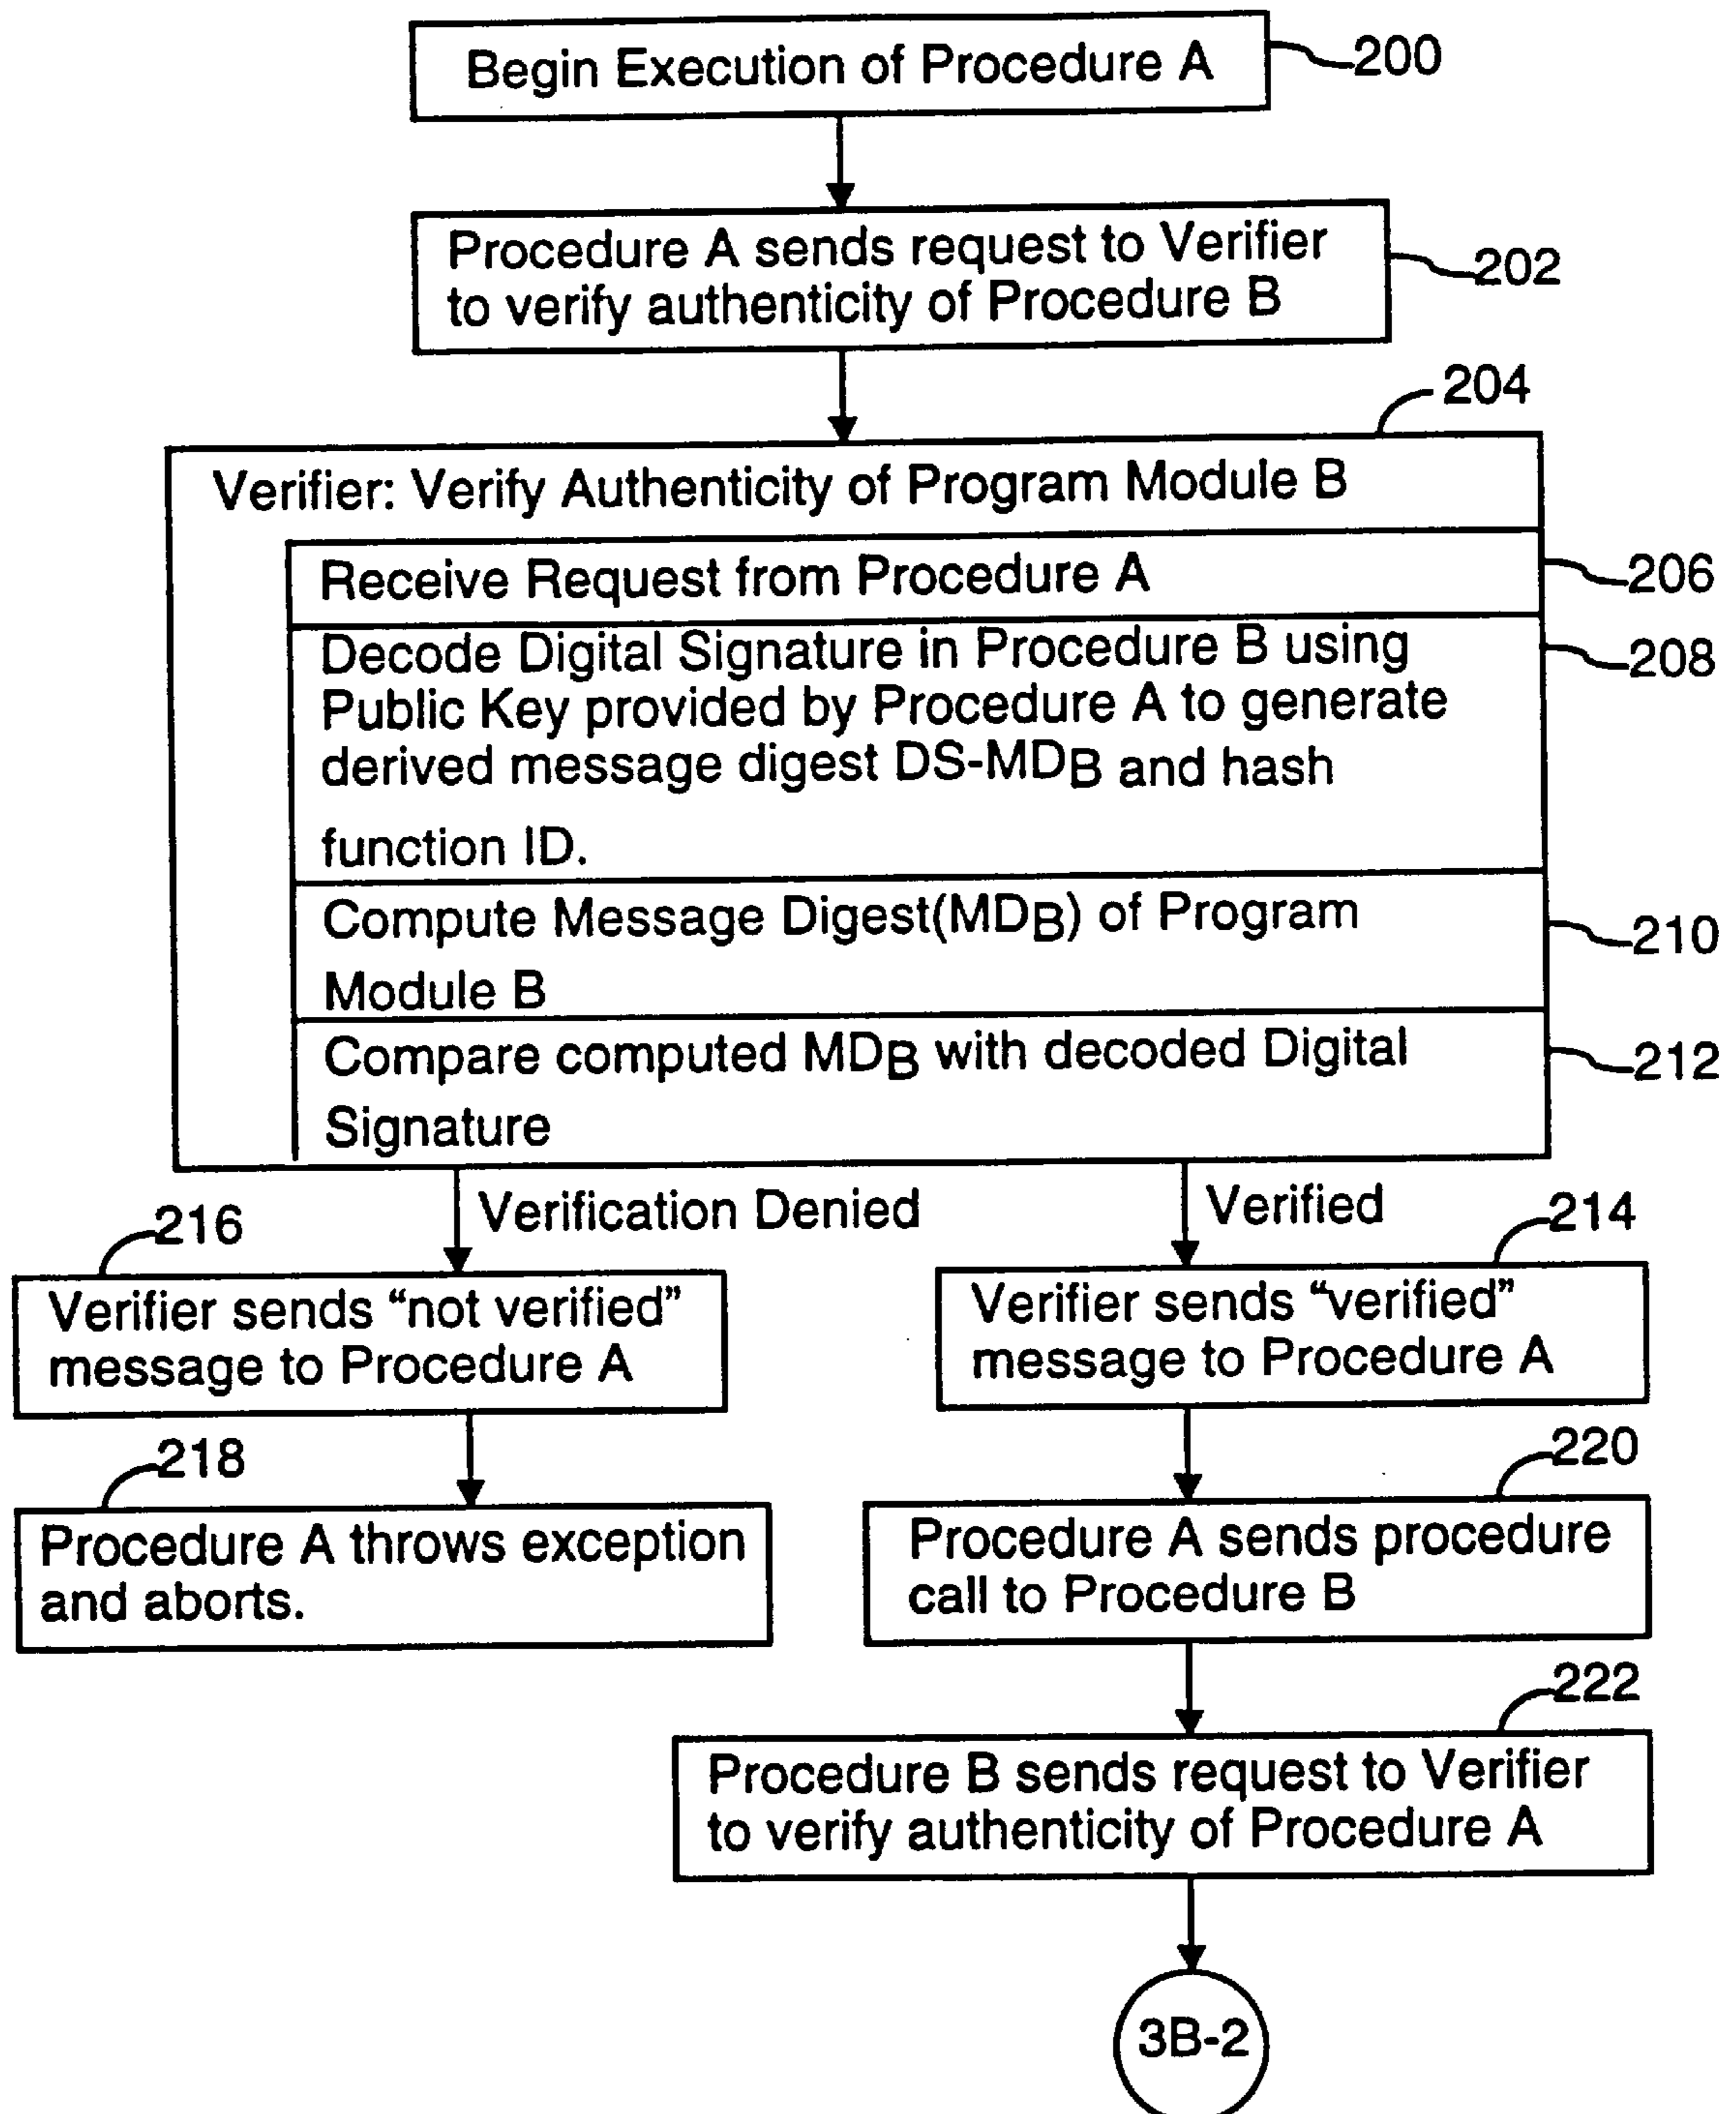 Begin Execution of Procedure A
200
Procedure A sends request to Verifier
to verify authenticity of Procedure B
202
204
Verifier: Verify Authenticity of Program Module B
Receive Request from Procedure A
206
Decode Digital Signature in Procedure B using
Public Key provided by Procedure A to generate
derived message digest DS-MDB and hash
function ID.
208
Compute Message Digest(MDB) of Program
Module B
210
Compare computed MDB with decoded Digital
Signature
212
Verification Denied
Verified
216
Verifier sends “not verified”
message to Procedure A
214
Verifier sends “verified”
message to Procedure A
218
Procedure A throws exception
and aborts.
220
Procedure A sends procedure
call to Procedure B
222
Procedure B sends request to Verifier
to verify authenticity of Procedure A
3B-2